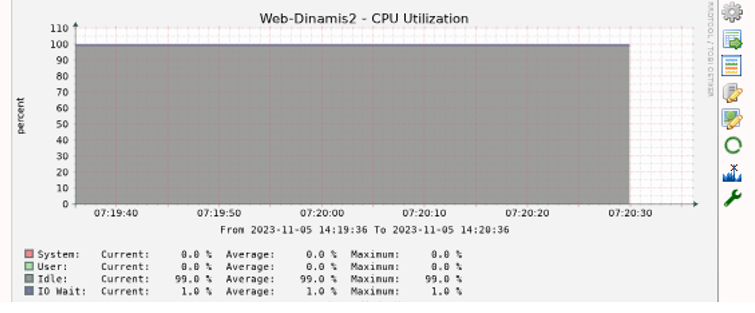 Web-Dinamis2 - CPU Utilization
RRDTOOL / TOBI OETIKER
percent
110
100
90
80
70
60
50
40
30
20
10
0
07:19:40 07:19:50 07:20:00 07:20:10 07:20:20 07:20:30
From 2023-11-05 14:19:36 To 2023-11-05 14:20:36
System: Current: 0.0 % Average: 0.0 % Maximum: 0.0 %
User: Current: 0.0 % Average: 0.0 % Maximum: 0.0 %
Idle: Current: 99.0 % Average: 99.0 % Maximum: 99.0 %
IO Wait: Current: 1.0 % Average: 1.0 % Maximum: 1.0 %